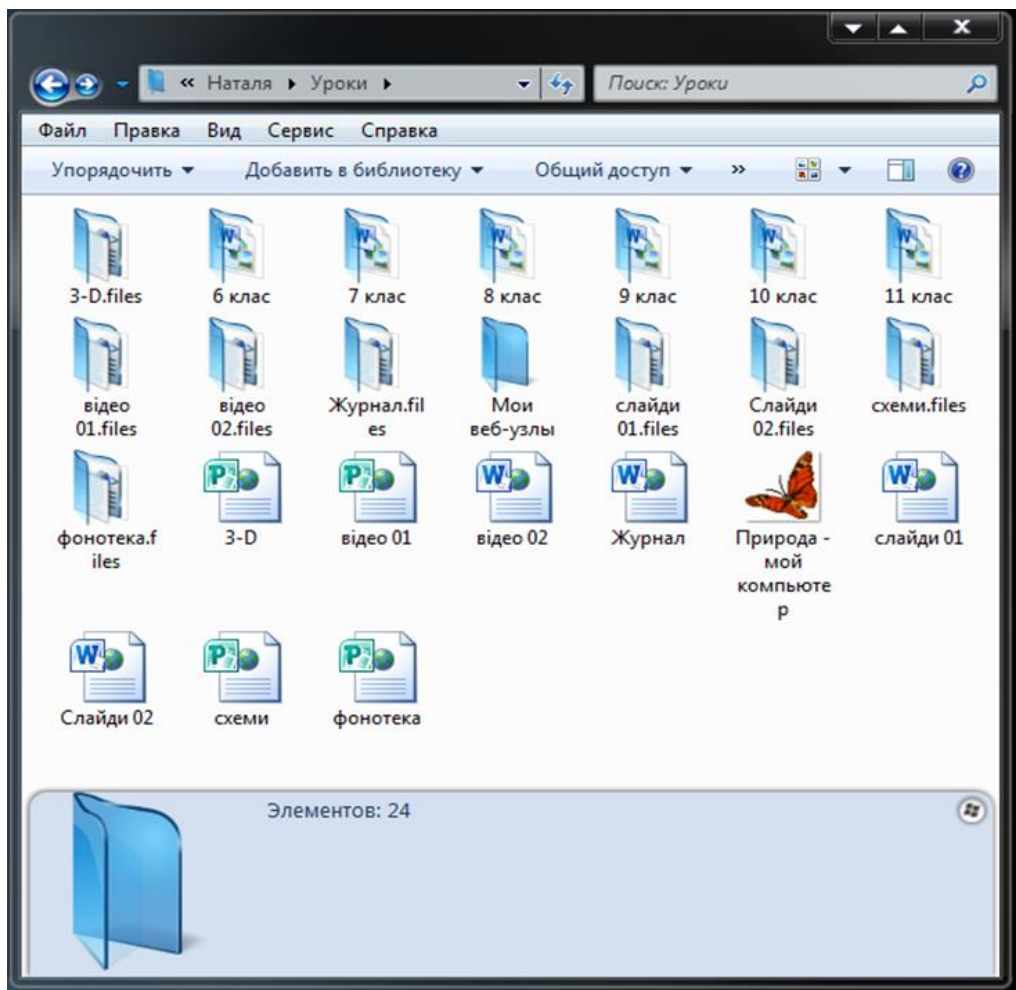 X
« Наталя Уроки
Поиск: Уроки
Файл Правка Вид Сервис Справка
Упорядочить Добавить в библиотеку Общий доступ »
3-D.files 6 клас 7 клас 8 клас 9 клас 10 клас 11 клас
відео 01.files
відео 02.files
Журнал.fil
es
Мои
веб-узлы
слайди
01.files
Слайди
02.files
схеми.files
фонотека.f
iles
3-D
відео 01
відео 02
Журнал
Природа -
мой
компьюте
р
слайди 01
Слайди 02
схеми
фонотека
Элементов: 24